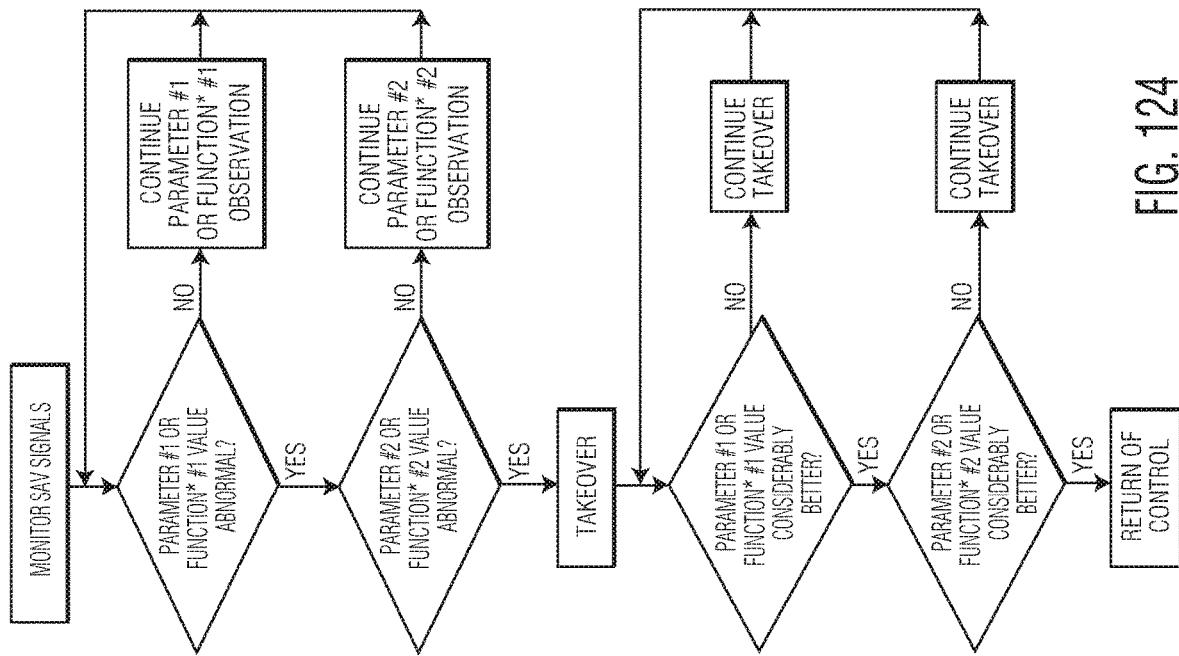 MONITOR SAV SIGNALS
PARAMETER #1 OR
FUNCTION* #1 VALUE
ABNORMAL?
NO
CONTINUE
PARAMETER #1
OR FUNCTION* #1
OBSERVATION
YES
PARAMETER #2 OR
FUNCTION* #2 VALUE
ABNORMAL?
NO
CONTINUE
PARAMETER #2
OR FUNCTION* #2
OBSERVATION
YES
TAKEOVER
PARAMETER #1 OR
FUNCTION* #1 VALUE
CONSIDERABLY
BETTER?
NO
CONTINUE
TAKEOVER
YES
PARAMETER #2 OR
FUNCTION* #2 VALUE
CONSIDERABLY
BETTER?
NO
CONTINUE
TAKEOVER
YES
RETURN OF
CONTROL
FIG. 124